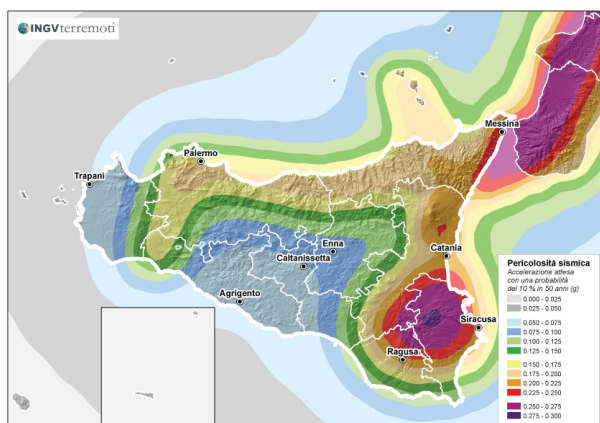 INGVterremoti
Messina
Palermo
Trapani
Enna
Caltanissetta
Catania
Agrigento
Siracusa
Ragusa
Pericolosità sismica
Accelerazione attesa
con una probabilità
del 10 % in 50 anni (g)
0.000 - 0.025
0.025 - 0.050
0.050 - 0.075
0.075 - 0.100
0.100 - 0.125
0.125 - 0.150
0.150 - 0.175
0.175 - 0.200
0.200 - 0.225
0.225 - 0.250
0.250 - 0.275
0.275 - 0.300